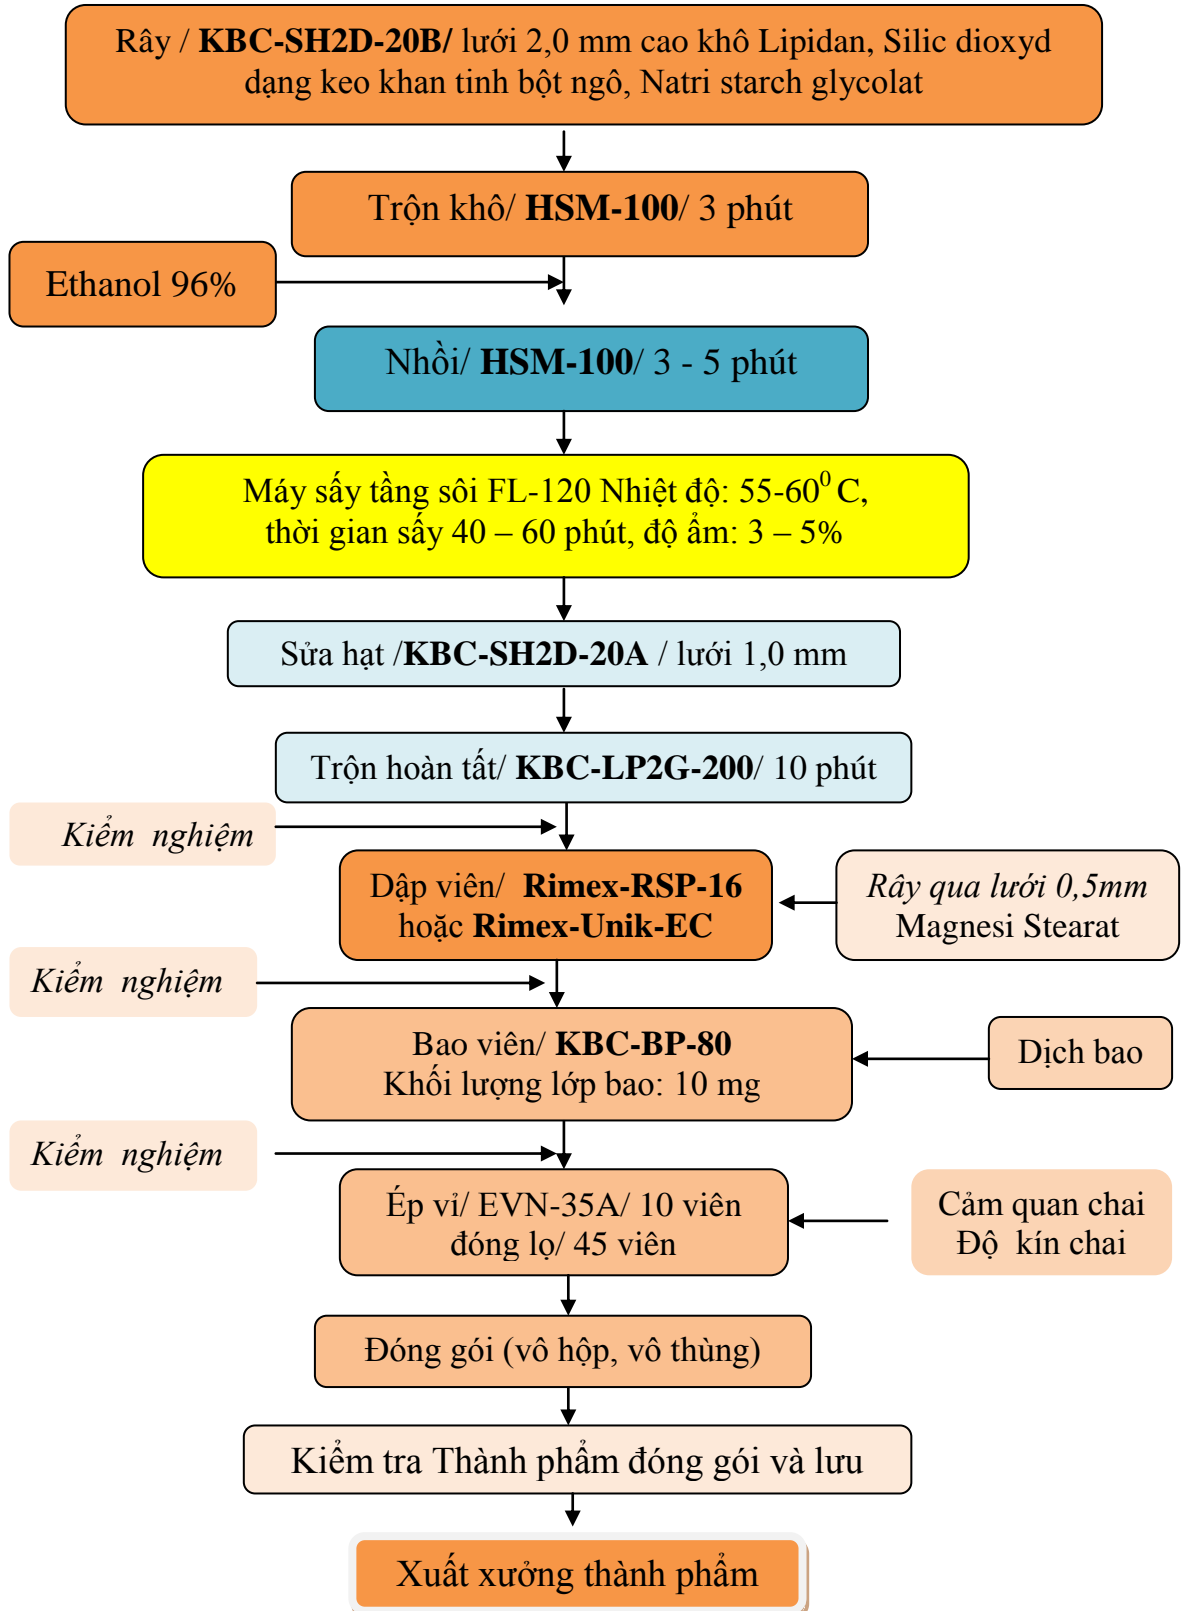 Rây / KBC-SH2D-20B/ lưới 2,0 mm cao khô Lipidan, Silic dioxyd
dạng keo khan tinh bột ngô, Natri starch glycolat
Trộn khô/ HSM-100/ 3 phút
Ethanol 96%
Nhồi/ HSM-100/ 3 - 5 phút
Máy sấy tầng sôi FL-120 Nhiệt độ: 55-60⁰ C,
thời gian sấy 40 – 60 phút, độ ẩm: 3 – 5%
Sửa hạt /KBC-SH2D-20A / lưới 1,0 mm
Trộn hoàn tất/ KBC-LP2G-200/ 10 phút
Kiểm nghiệm
Dập viên/ Rimex-RSP-16
hoặc Rimex-Unik-EC
Rây qua lưới 0,5mm
Magnesi Stearat
Kiểm nghiệm
Bao viên/ KBC-BP-80
Khối lượng lớp bao: 10 mg
Dịch bao
Kiểm nghiệm
Ép vỉ/ EVN-35A/ 10 viên
đóng lọ/ 45 viên
Cảm quan chai
Độ kín chai
Đóng gói (vô hộp, vô thùng)
Kiểm tra Thành phẩm đóng gói và lưu
Xuất xưởng thành phẩm